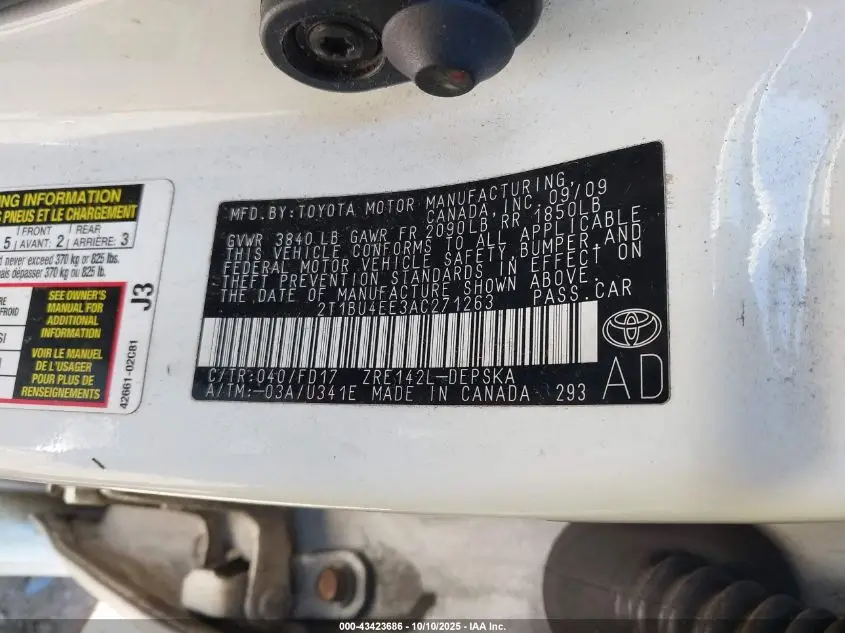 MFD. BY: TOYOTA MOTOR MANUFACTURING,
CANADA, INC. 09/09
GVWR 3840 LB GAWR FR 2090LB RR 1850LB
THIS VEHICLE CONFORMS TO ALL APPLICABLE
FEDERAL MOTOR VEHICLE SAFETY, BUMPER, AND
THEFT PREVENTION STANDARDS IN EFFECT ON
THE DATE OF MANUFACTURE SHOWN ABOVE.
2T1BU4EE3AC271263 PASS. CAR
C/TR: 040/FD17 ZRE142L-DEPSKA
A/TM: -03A/U341E MADE IN CANADA 293
AD
ING INFORMATION
PNEUS ET LE CHARGEMENT
5 FRONT REAR
AVANT: 2 ARRIÈRE: 3
never exceed 370 kg or 825 lbs.
dépasser 370 kg ou 825 lb.
SEE OWNER'S
MANUAL FOR
ADDITIONAL
INFORMATION
VOIR LE MANUEL
DE L'USAGER
POUR PLUS DE
RENSEIGNEMENTS
J3
42661-02C81
000-43423686 - 10/10/2025 - IAA Inc.